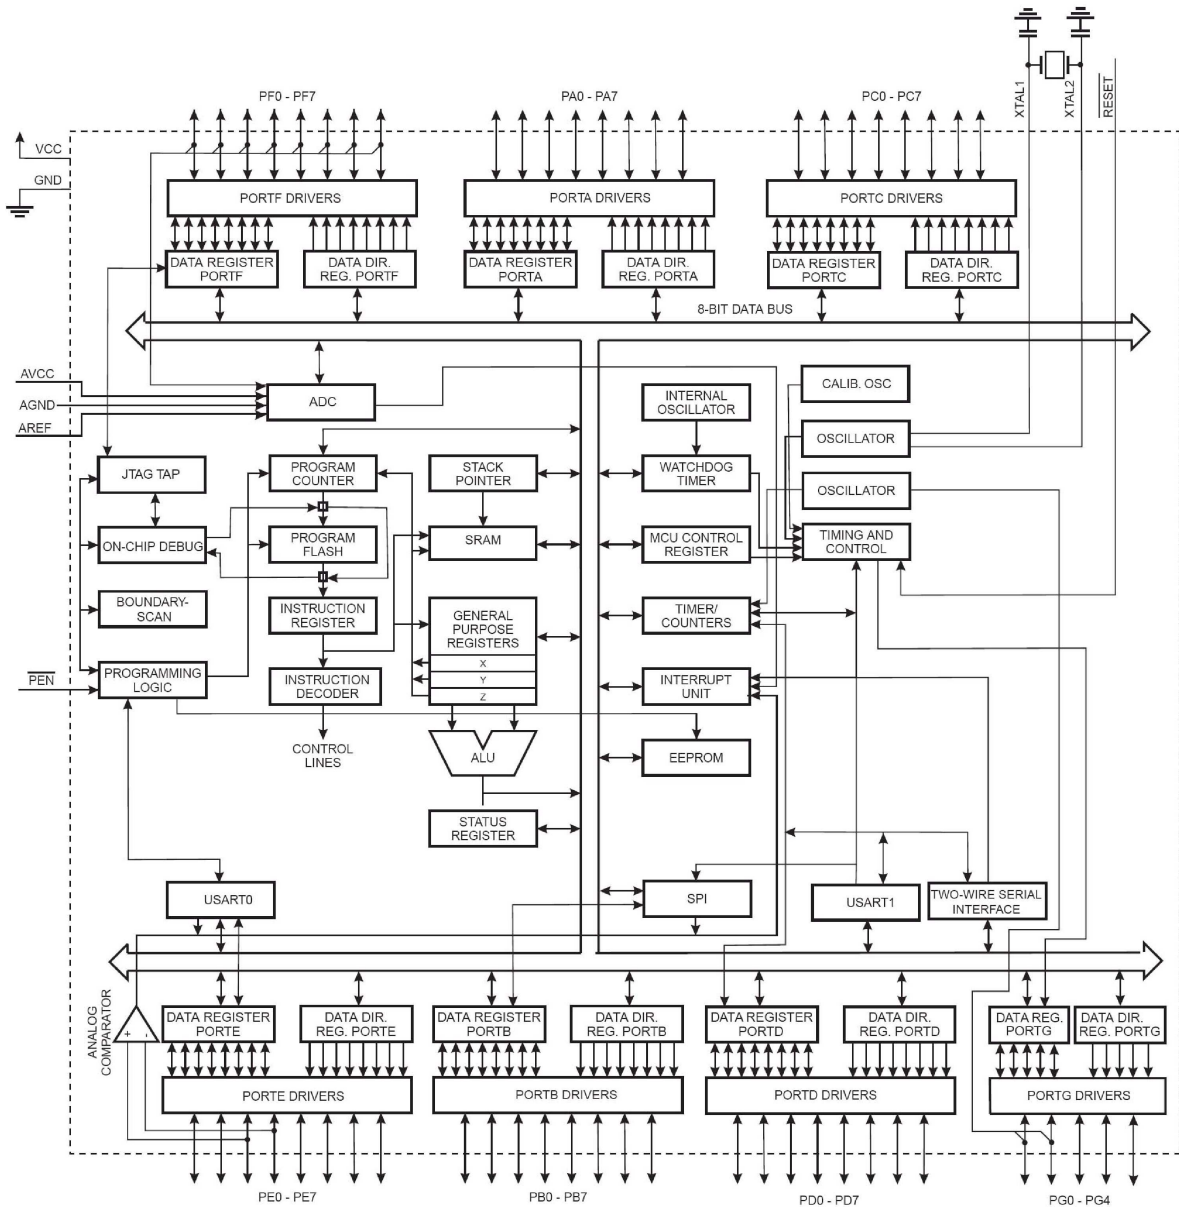 XTAL1
XTAL2
RESET
PF0 - PF7
PA0 - PA7
PC0 - PC7
VCC
GND
PORTF DRIVERS
PORTA DRIVERS
PORTC DRIVERS
DATA REGISTER
PORTF
DATA DIR.
REG. PORTF
DATA REGISTER
PORTA
DATA DIR.
REG. PORTA
DATA REGISTER
PORTC
DATA DIR.
REG. PORTC
8-BIT DATA BUS
AVCC
AGND
AREF
ADC
INTERNAL
OSCILLATOR
CALIB. OSC
OSCILLATOR
JTAG TAP
PROGRAM
COUNTER
STACK
POINTER
WATCHDOG
TIMER
OSCILLATOR
ON-CHIP DEBUG
PROGRAM
FLASH
SRAM
MCU CONTROL
REGISTER
TIMING AND
CONTROL
BOUNDARY-
SCAN
INSTRUCTION
REGISTER
GENERAL
PURPOSE
REGISTERS
X
Y
Z
TIMER/
COUNTERS
PEN
PROGRAMMING
LOGIC
INSTRUCTION
DECODER
INTERRUPT
UNIT
CONTROL
LINES
ALU
EEPROM
STATUS
REGISTER
USART0
SPI
USART1
TWO-WIRE SERIAL
INTERFACE
ANALOG
COMPARATOR
+ -
DATA REGISTER
PORTE
DATA DIR.
REG. PORTE
DATA REGISTER
PORTB
DATA DIR.
REG. PORTB
DATA REGISTER
PORTD
DATA DIR.
REG. PORTD
DATA REG.
PORTG
DATA DIR.
REG. PORTG
PORTE DRIVERS
PORTB DRIVERS
PORTD DRIVERS
PORTG DRIVERS
PE0 - PE7
PB0 - PB7
PD0 - PD7
PG0 - PG4